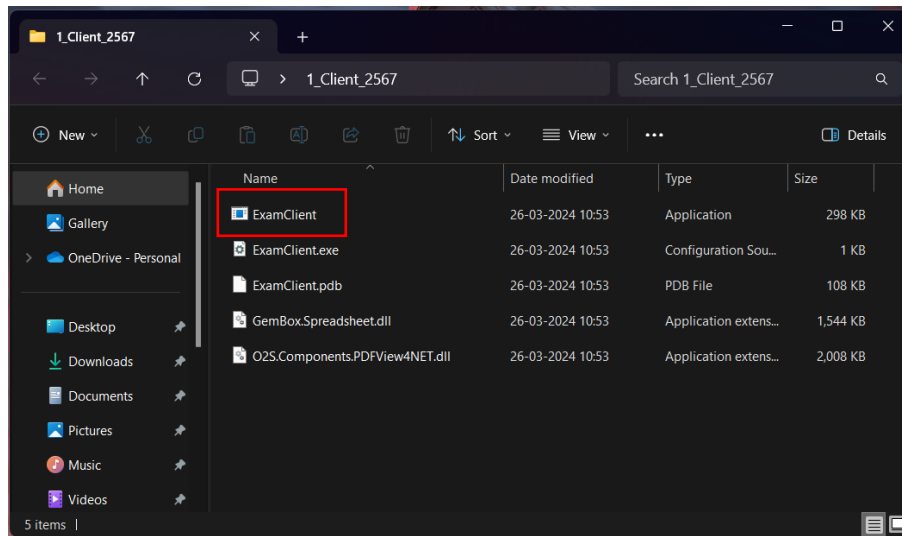 1_Client_2567
1_Client_2567
Search 1_Client_2567
New
Sort
View
Details
Name Date modified Type Size
Home
Gallery
OneDrive - Personal
Desktop
Downloads
Documents
Pictures
Music
Videos
ExamClient 26-03-2024 10:53 Application 298 KB
ExamClient.exe 26-03-2024 10:53 Configuration Sou... 1 KB
ExamClient.pdb 26-03-2024 10:53 PDB File 108 KB
GemBox.Spreadsheet.dll 26-03-2024 10:53 Application extens... 1,544 KB
O2S.Components.PDFView4NET.dll 26-03-2024 10:53 Application extens... 2,008 KB
5 items